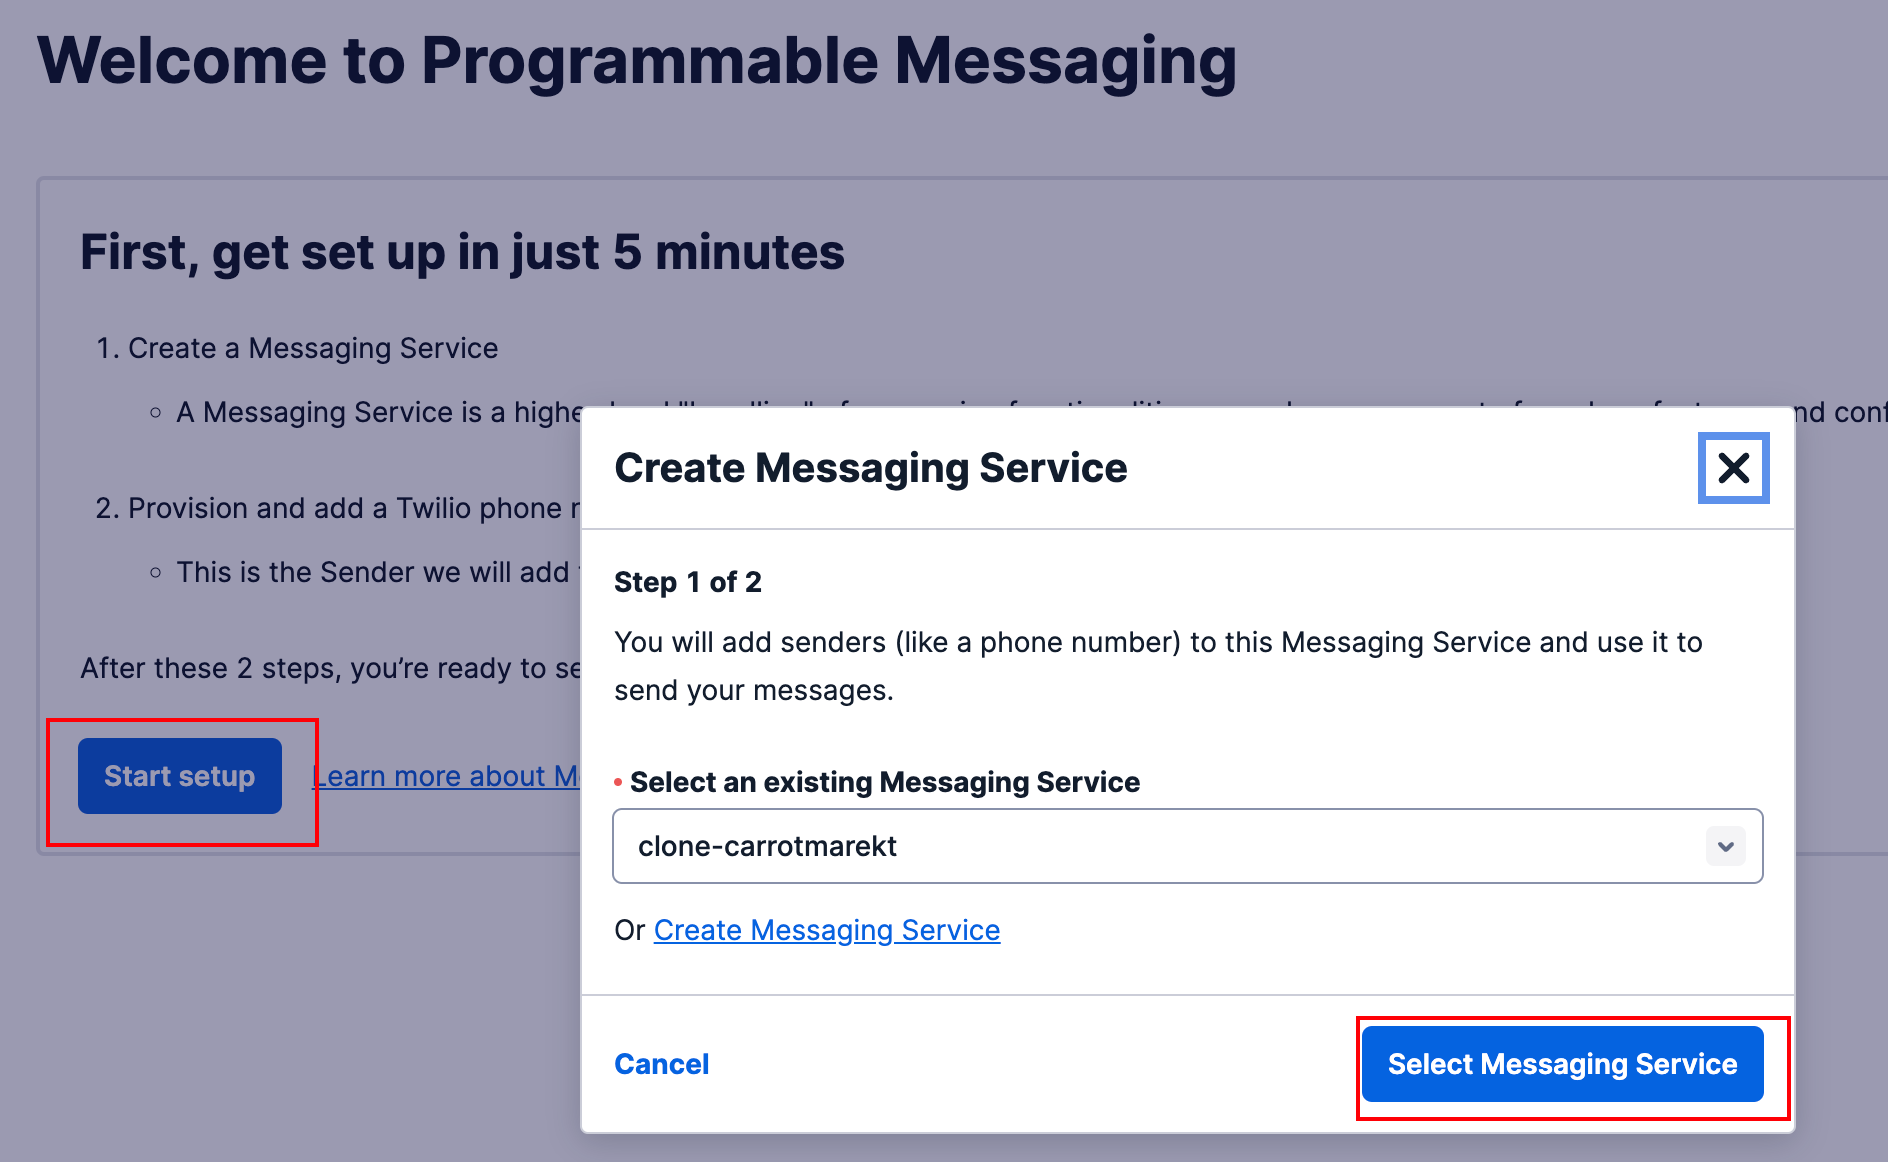 Welcome to Programmable Messaging
First, get set up in just 5 minutes
1. Create a Messaging Service
A Messaging Service is a highe
nd conf
2. Provision and add a Twilio phone
This is the Sender we will add
After these 2 steps, you’re ready to se
Start setup
Learn more about M
Create Messaging Service
Step 1 of 2
You will add senders (like a phone number) to this Messaging Service and use it to
send your messages.
Select an existing Messaging Service
clone-carrotmarekt
Or Create Messaging Service
Cancel
Select Messaging Service